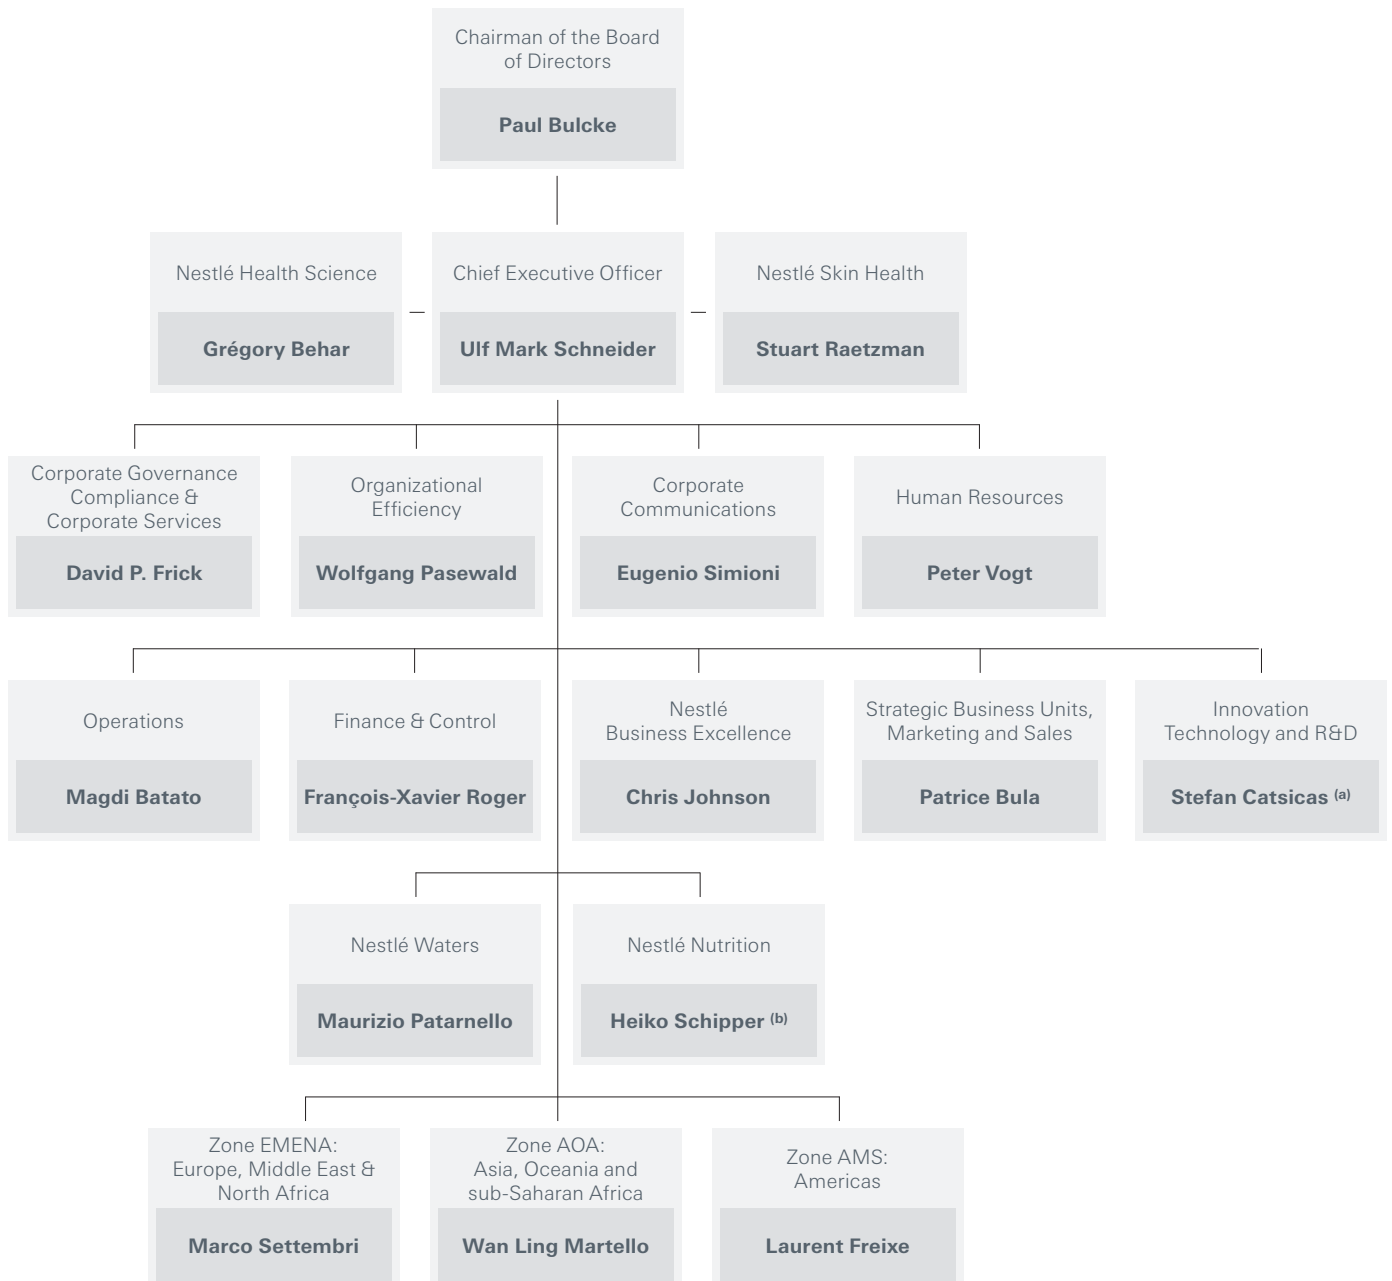 Chairman of the Board
of Directors
Paul Bulcke
Nestlé Health Science
Grégory Behar
Chief Executive Officer
Ulf Mark Schneider
Nestlé Skin Health
Stuart Raetzman
Corporate Governance
Compliance &
Corporate Services
David P. Frick
Organizational
Efficiency
Wolfgang Pasewald
Corporate
Communications
Eugenio Simioni
Human Resources
Peter Vogt
Operations
Magdi Batato
Finance & Control
François-Xavier Roger
Nestlé
Business Excellence
Chris Johnson
Strategic Business Units,
Marketing and Sales
Patrice Bula
Innovation
Technology and R&D
Stefan Catsicas (a)
Nestlé Waters
Maurizio Patarnello
Nestlé Nutrition
Heiko Schipper (b)
Zone EMENA:
Europe, Middle East &
North Africa
Marco Settembri
Zone AOA:
Asia, Oceania and
sub-Saharan Africa
Wan Ling Martello
Zone AMS:
Americas
Laurent Freixe